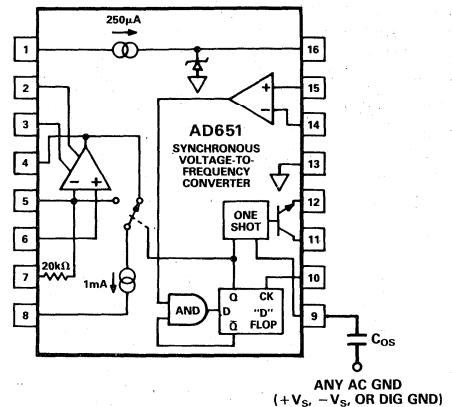 250μA
1
16
2
15
3
14
+
−
AD651
SYNCHRONOUS
VOLTAGE-TO-
FREQUENCY
CONVERTER
4
13
− +
5
12
ONE
SHOT
6
11
20kΩ
7
10
1mA
Q CK
8
AND
D "D"
Q̄ FLOP
9
COS
ANY AC GND
(+VS, −VS, OR DIG GND)